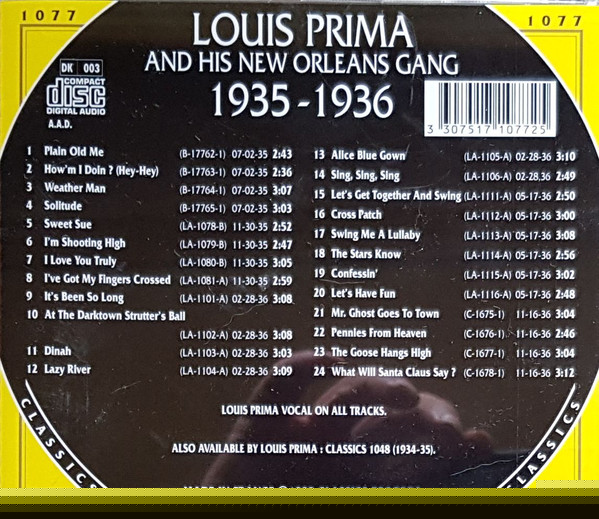 1077
LOUIS PRIMA
1077
AND HIS NEW ORLEANS GANG
1935-1936
DK 003
COMPACT
disc
DIGITAL AUDIO
A.A.D.
3 307517 107725
1 Plain Old Me (B-17762-1) 07-02-35 2:43
2 How'm I Doin ? (Hey-Hey) (B-17763-1) 07-02-35 2:36
3 Weather Man (B-17764-1) 07-02-35 3:07
4 Solitude (B-17765-1) 07-02-35 3:03
5 Sweet Sue (LA-1078-B) 11-30-35 2:52
6 I'm Shooting High (LA-1079-B) 11-30-35 2:47
7 I Love You Truly (LA-1080-B) 11-30-35 3:05
8 I've Got My Fingers Crossed (LA-1081-A) 11-30-35 2:59
9 It's Been So Long (LA-1101-A) 02-28-36 3:08
10 At The Darktown Strutter's Ball
(LA-1102-A) 02-28-36 3:08
11 Dinah (LA-1103-A) 02-28-36 3:03
12 Lazy River (LA-1104-A) 02-28-36 3:09
13 Alice Blue Gown (LA-1105-A) 02-28-36 3:10
14 Sing, Sing, Sing (LA-1106-A) 02-28.36 2:49
15 Let's Get Together And Swing (LA-1111-A) 05-17-36 2:50
16 Cross Patch (LA-1112-A) 05-17-36 3:00
17 Swing Me A Lullaby (LA-1113-A) 05-17-36 3:08
18 The Stars Know (LA-1114-A) 05-17-36 2:56
19 Confessin' (LA-1115-A) 05-17-36 3:02
20 Let's Have Fun (LA-1116-A) 05-17-36 2:48
21 Mr. Ghost Goes To Town (C-1675-1) 11-16-36 3:04
22 Pennies From Heaven (C-1676-1) 11-16-36 2:46
23 The Goose Hangs High (C-1677-1) 11-16-36 3:04
24 What Will Santa Claus Say ? (C-1678-1) 11-16-36 3:12
LOUIS PRIMA VOCAL ON ALL TRACKS.
ALSO AVAILABLE BY LOUIS PRIMA : CLASSICS 1048 (1934-35).
CLASSICS
CLASSICS
MADE IN FRANCE